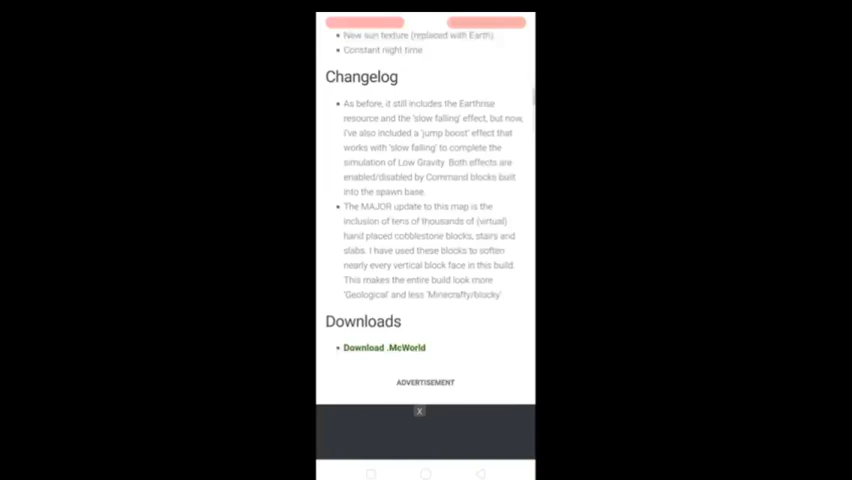 New sun texture (replaced with Earth).
Constant night time
Changelog
As before, it still includes the Earthrise
resource and the 'slow falling' effect, but now,
I've also included a 'jump boost' effect that
works with 'slow falling' to complete the
simulation of Low Gravity. Both effects are
enabled/disabled by Command blocks built
into the spawn base.
The MAJOR update to this map is the
inclusion of tens of thousands of (virtual)
hand placed cobblestone blocks, stairs and
slabs. I have used these blocks to soften
nearly every vertical block face in this build.
This makes the entire build look more
'Geological' and less 'Minecrafty/blocky'
Downloads
Download .McWorld
ADVERTISEMENT
X